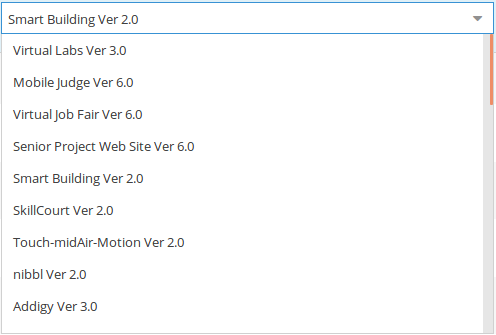 Smart Building Ver 2.0
Virtual Labs Ver 3.0
Mobile Judge Ver 6.0
Virtual Job Fair Ver 6.0
Senior Project Web Site Ver 6.0
Smart Building Ver 2.0
SkillCourt Ver 2.0
Touch-midAir-Motion Ver 2.0
nibbl Ver 2.0
Addigy Ver 3.0